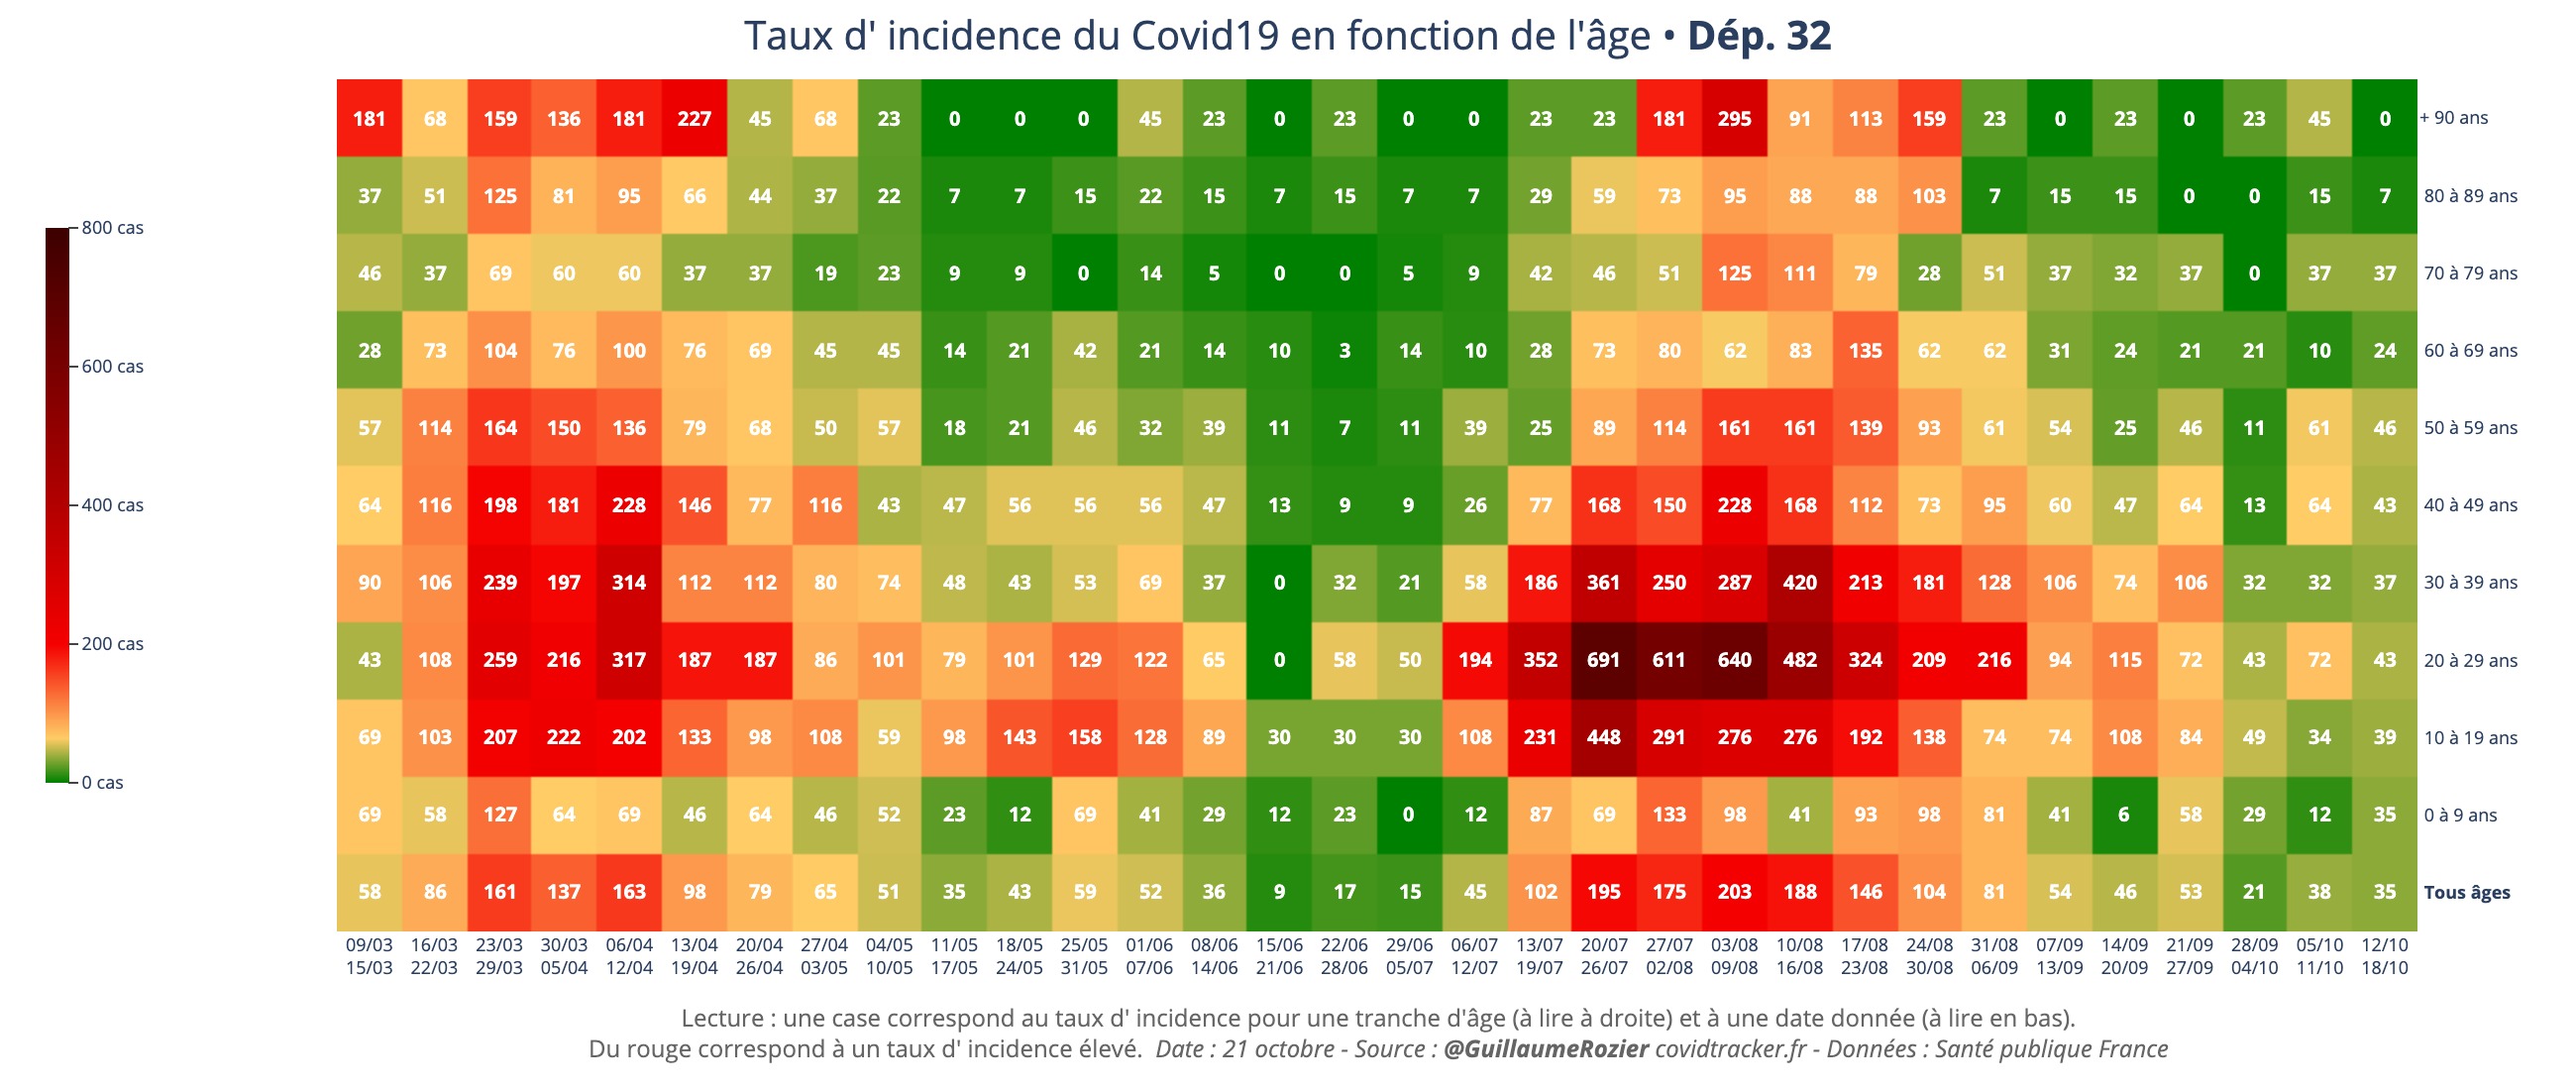 Taux d' incidence du Covid19 en fonction de l'âge • Dép. 32
181 68 159 136 181 227 45 68 23 0 0 0 45 23 0 23 0 0 23 23 181 295 91 113 159 23 0 23 0 23 45 0 + 90 ans
37 51 125 81 95 66 44 37 22 7 7 15 22 15 7 15 7 7 29 59 73 95 88 88 103 7 15 15 0 0 15 7 80 à 89 ans
800 cas
46 37 69 60 60 37 37 19 23 9 9 0 14 5 0 0 5 9 42 46 51 125 111 79 28 51 37 32 37 0 37 37 70 à 79 ans
28 73 104 76 100 76 69 45 45 14 21 42 21 14 10 3 14 10 28 73 80 62 83 135 62 62 31 24 21 21 10 24 60 à 69 ans
600 cas
57 114 164 150 136 79 68 50 57 18 21 46 32 39 11 7 11 39 25 89 114 161 161 139 93 61 54 25 46 11 61 46 50 à 59 ans
400 cas
64 116 198 181 228 146 77 116 43 47 56 56 56 47 13 9 9 26 77 168 150 228 168 112 73 95 60 47 64 13 64 43 40 à 49 ans
90 106 239 197 314 112 112 80 74 48 43 53 69 37 0 32 21 58 186 361 250 287 420 213 181 128 106 74 106 32 32 37 30 à 39 ans
200 cas
43 108 259 216 317 187 187 86 101 79 101 129 122 65 0 58 50 194 352 691 611 640 482 324 209 216 94 115 72 43 72 43 20 à 29 ans
69 103 207 222 202 133 98 108 59 98 143 158 128 89 30 30 30 108 231 448 291 276 276 192 138 74 74 108 84 49 34 39 10 à 19 ans
0 cas
69 58 127 64 69 46 64 46 52 23 12 69 41 29 12 23 0 12 87 69 133 98 41 93 98 81 41 6 58 29 12 35 0 à 9 ans
58 86 161 137 163 98 79 65 51 35 43 59 52 36 9 17 15 45 102 195 175 203 188 146 104 81 54 46 53 21 38 35 Tous âges
09/03 16/03 23/03 30/03 06/04 13/04 20/04 27/04 04/05 11/05 18/05 25/05 01/06 08/06 15/06 22/06 29/06 06/07 13/07 20/07 27/07 03/08 10/08 17/08 24/08 31/08 07/09 14/09 21/09 28/09 05/10 12/10
15/03 22/03 29/03 05/04 12/04 19/04 26/04 03/05 10/05 17/05 24/05 31/05 07/06 14/06 21/06 28/06 05/07 12/07 19/07 26/07 02/08 09/08 16/08 23/08 30/08 06/09 13/09 20/09 27/09 04/10 11/10 18/10
Lecture : une case correspond au taux d' incidence pour une tranche d'âge (à lire à droite) et à une date donnée (à lire en bas).
Du rouge correspond à un taux d' incidence élevé. Date : 21 octobre - Source : @GuillaumeRozier covidtracker.fr - Données : Santé publique France